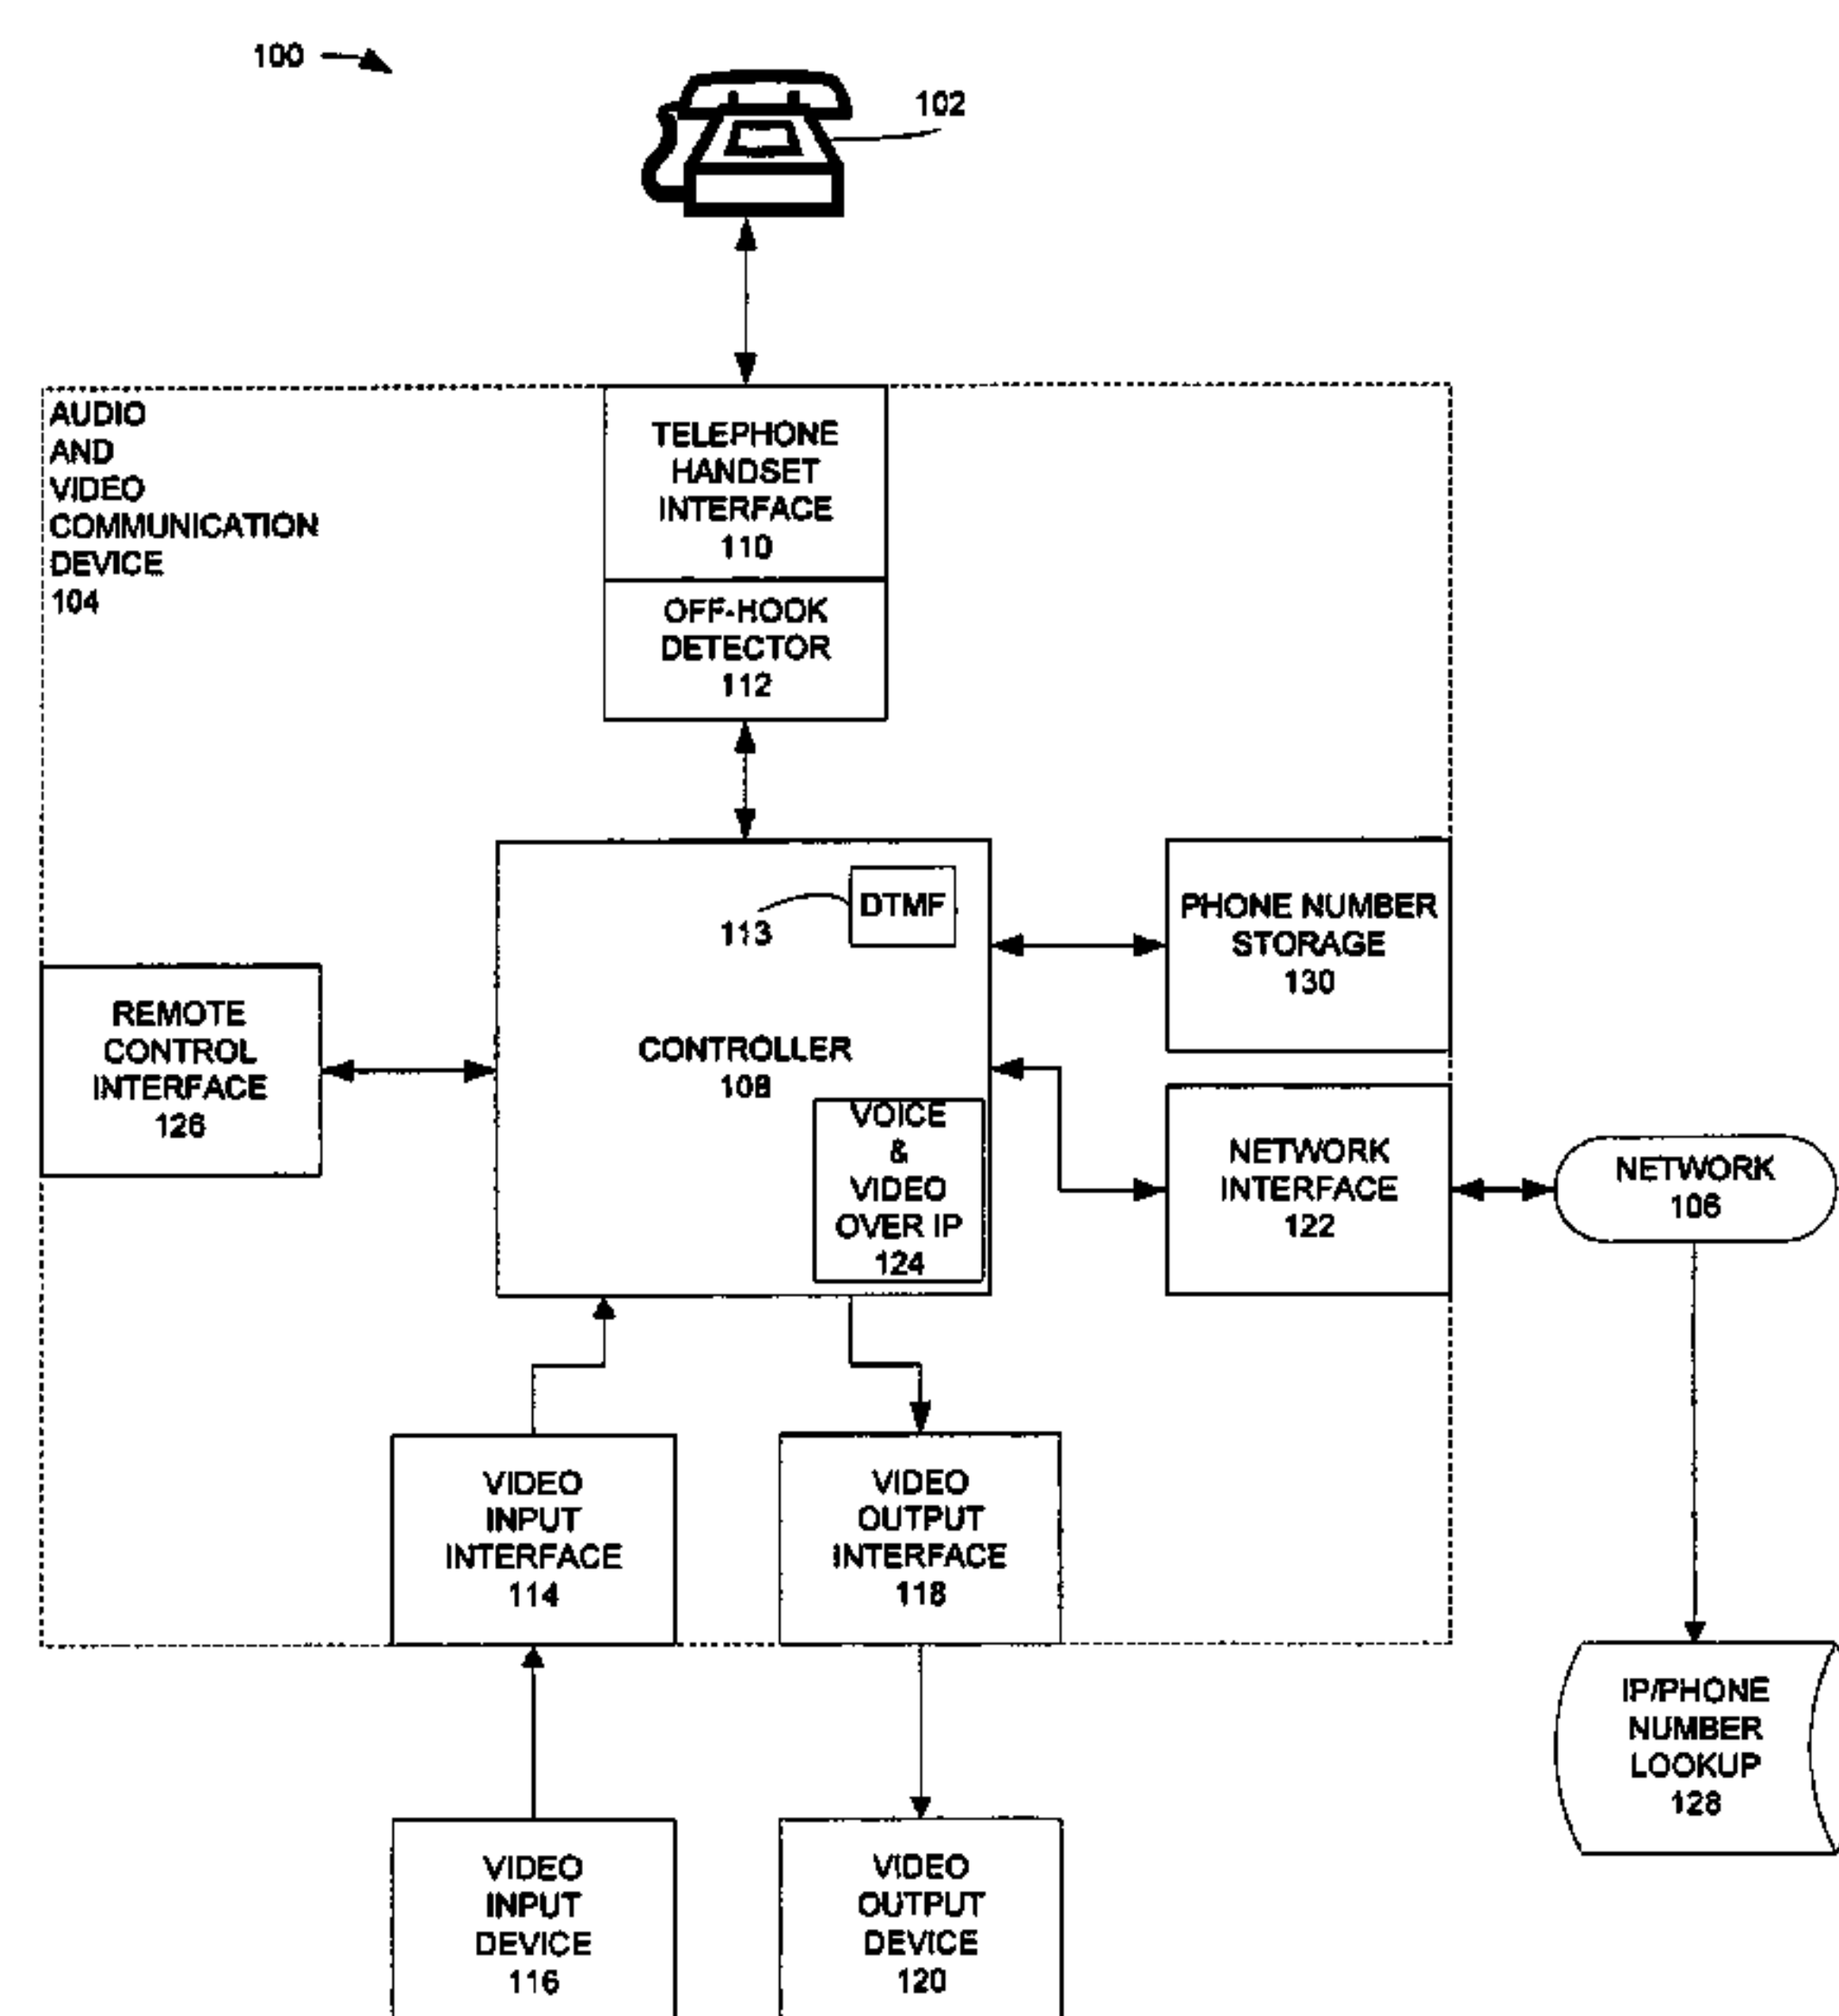 100
102
AUDIO
AND
VIDEO
COMMUNICATION
DEVICE
104
TELEPHONE
HANDSET
INTERFACE
110
OFF-HOOK
DETECTOR
112
DTMF
113
PHONE NUMBER
STORAGE
130
REMOTE
CONTROL
INTERFACE
126
CONTROLLER
108
VOICE
&
VIDEO
OVER IP
124
NETWORK
INTERFACE
122
NETWORK
106
VIDEO
INPUT
INTERFACE
114
VIDEO
OUTPUT
INTERFACE
118
IP/PHONE
NUMBER
LOOKUP
128
VIDEO
INPUT
DEVICE
116
VIDEO
OUTPUT
DEVICE
120